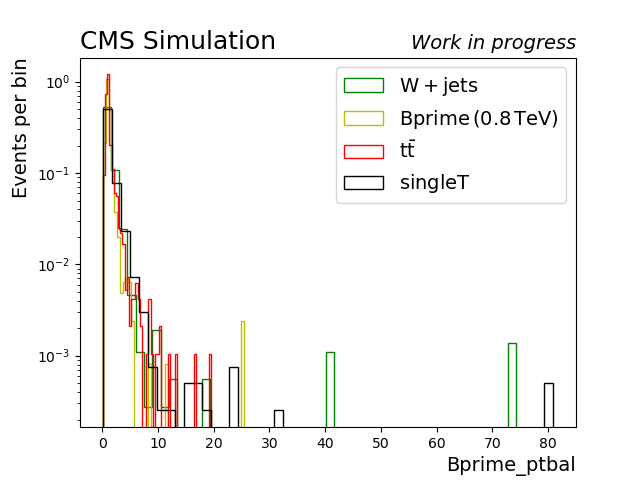 CMS Simulation Work in progress
Events per bin
W + jets
Bprime (0.8 TeV)
tt̄
singleT
10⁰
10⁻¹
10⁻²
10⁻³
0 10 20 30 40 50 60 70 80
Bprime_ptbal